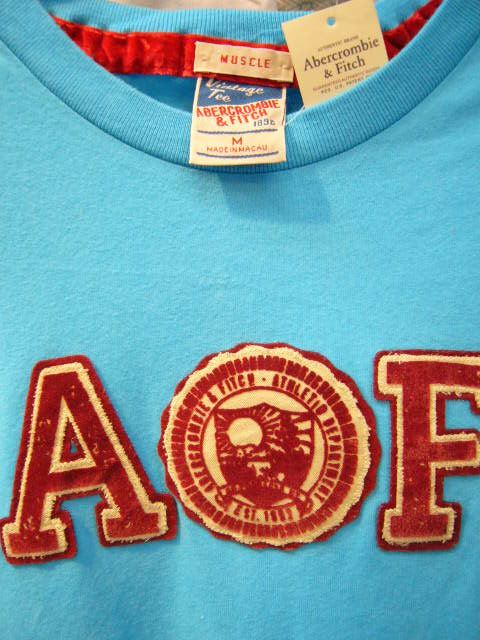 MUSCLE
Vintage
Tee
ABERCROMBIE
& FITCH
1892
M
MADE IN MACAU
AUTHENTIC BRAND
Abercrombie
& Fitch
A F
ABERCROMBIE & FITCH · ATHLETIC DEPARTMENT
EST. 1892